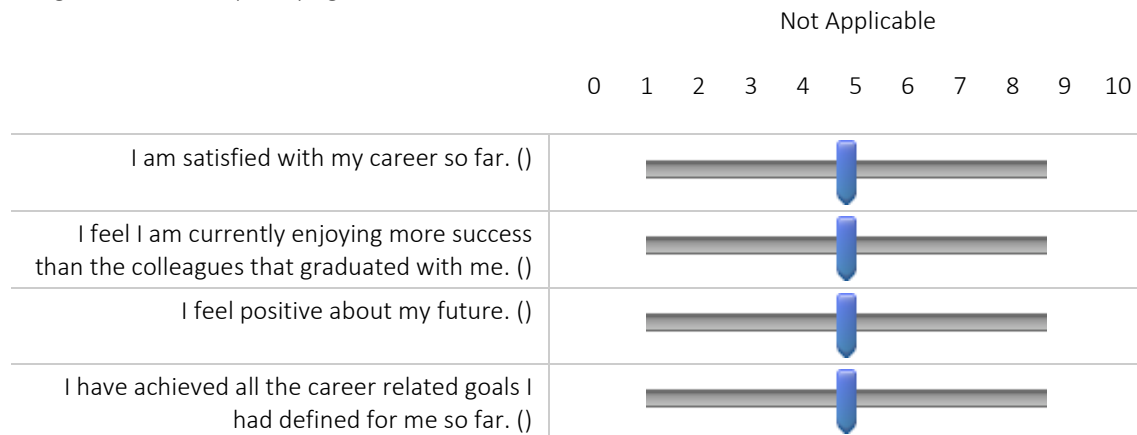 Not Applicable
0 1 2 3 4 5 6 7 8 9 10
I am satisfied with my career so far. ()
I feel I am currently enjoying more success
than the colleagues that graduated with me. ()
I feel positive about my future. ()
I have achieved all the career related goals I
had defined for me so far. ()